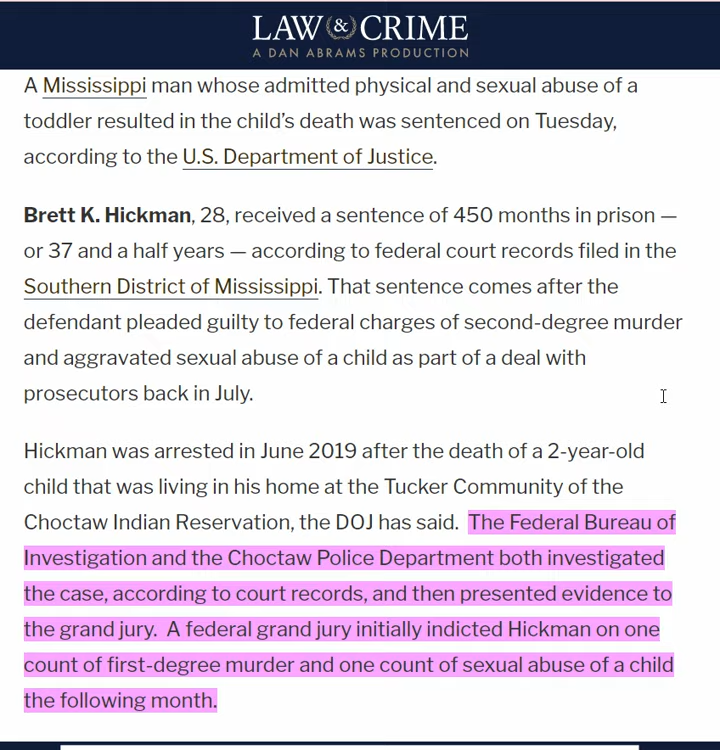 LAW & CRIME
A DAN ABRAMS PRODUCTION
A Mississippi man whose admitted physical and sexual abuse of a
toddler resulted in the child’s death was sentenced on Tuesday,
according to the U.S. Department of Justice.
Brett K. Hickman, 28, received a sentence of 450 months in prison —
or 37 and a half years — according to federal court records filed in the
Southern District of Mississippi. That sentence comes after the
defendant pleaded guilty to federal charges of second-degree murder
and aggravated sexual abuse of a child as part of a deal with
prosecutors back in July.
Hickman was arrested in June 2019 after the death of a 2-year-old
child that was living in his home at the Tucker Community of the
Choctaw Indian Reservation, the DOJ has said. The Federal Bureau of
Investigation and the Choctaw Police Department both investigated
the case, according to court records, and then presented evidence to
the grand jury. A federal grand jury initially indicted Hickman on one
count of first-degree murder and one count of sexual abuse of a child
the following month.